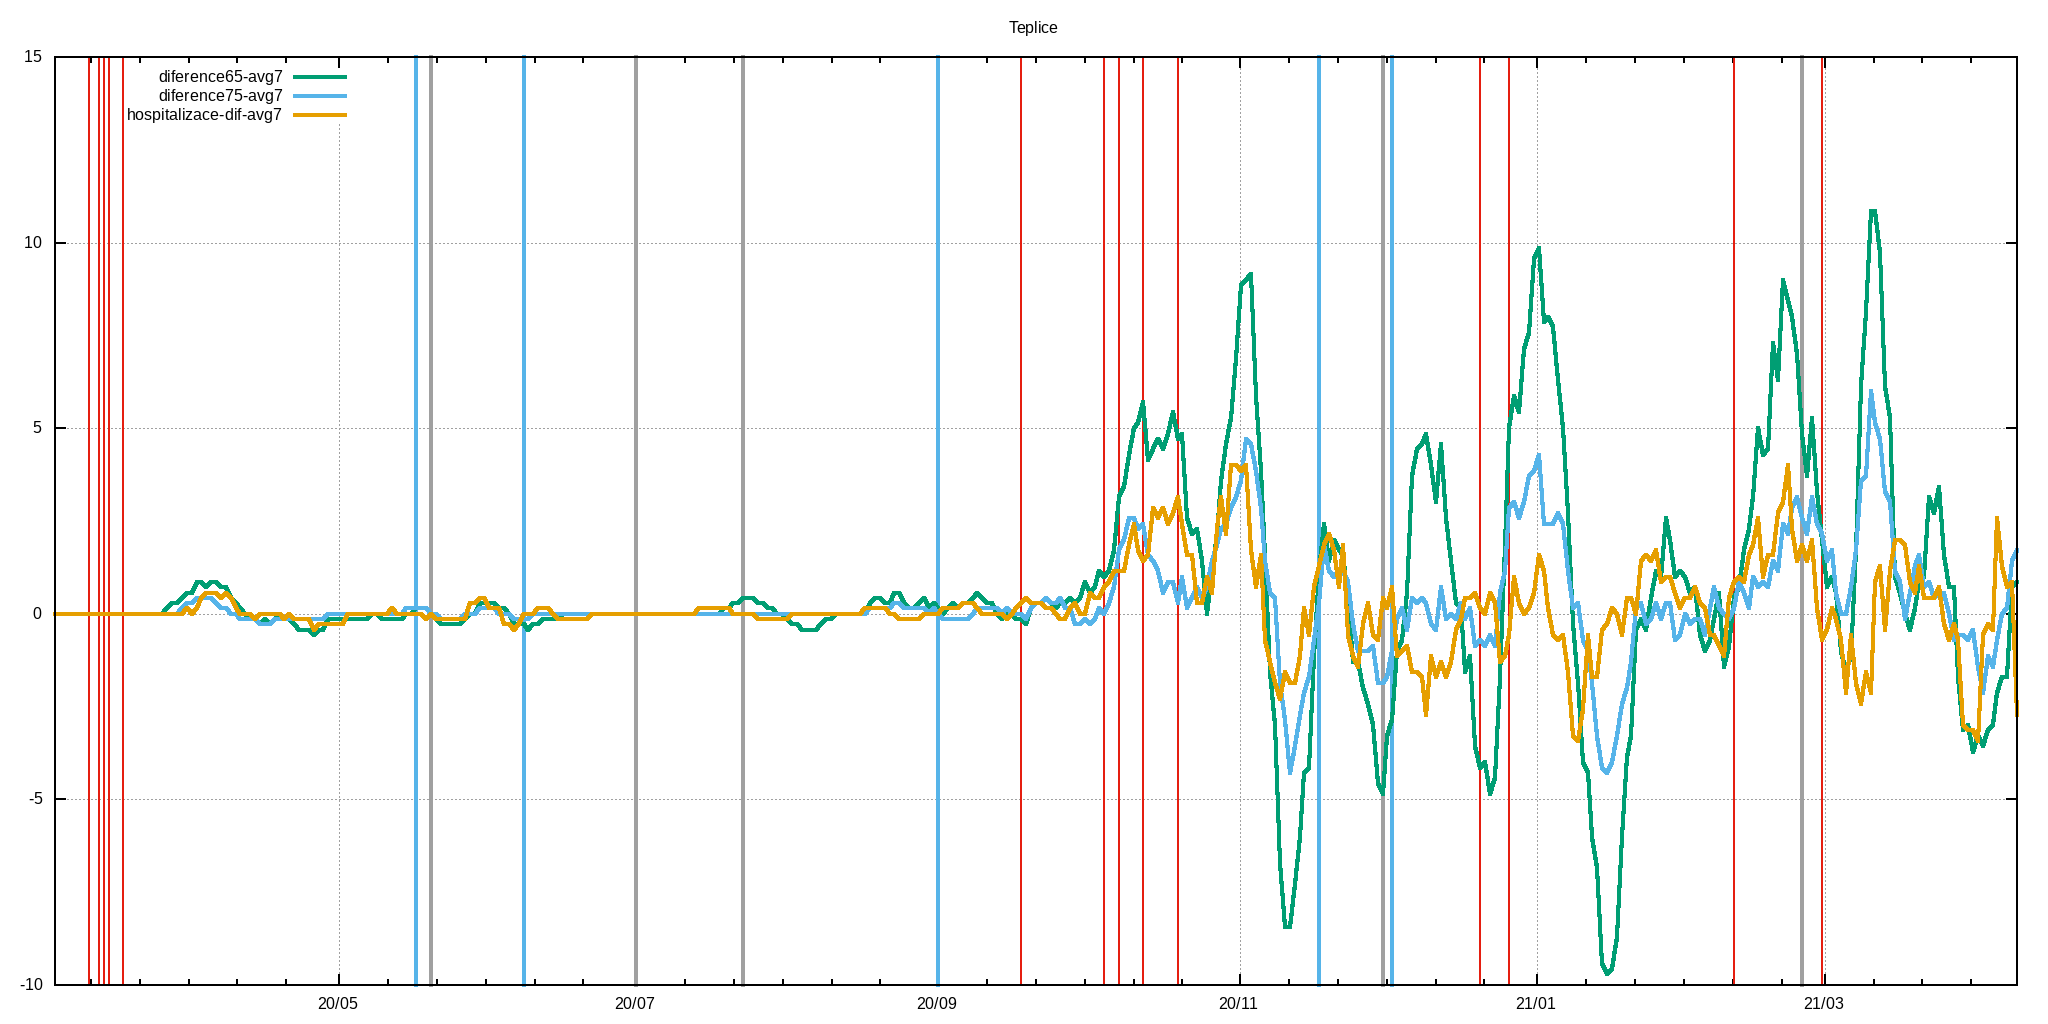 Teplice
15
diference65-avg7
diference75-avg7
hospitalizace-dif-avg7
10
5
0
-5
-10
20/05 20/07 20/09 20/11 21/01 21/03